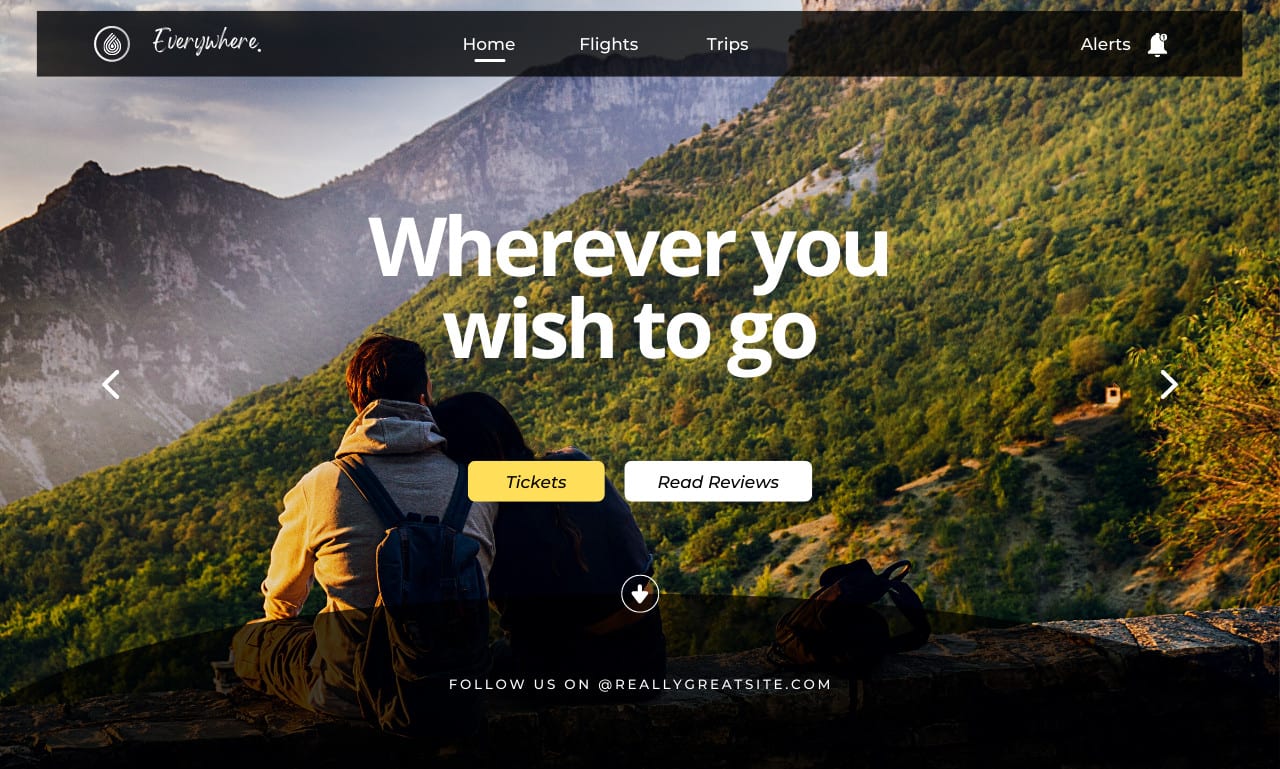 Everywhere.
Home
Flights
Trips
Alerts
Wherever you
wish to go
Tickets
Read Reviews
FOLLOW US ON @REALLYGREATSITE.COM